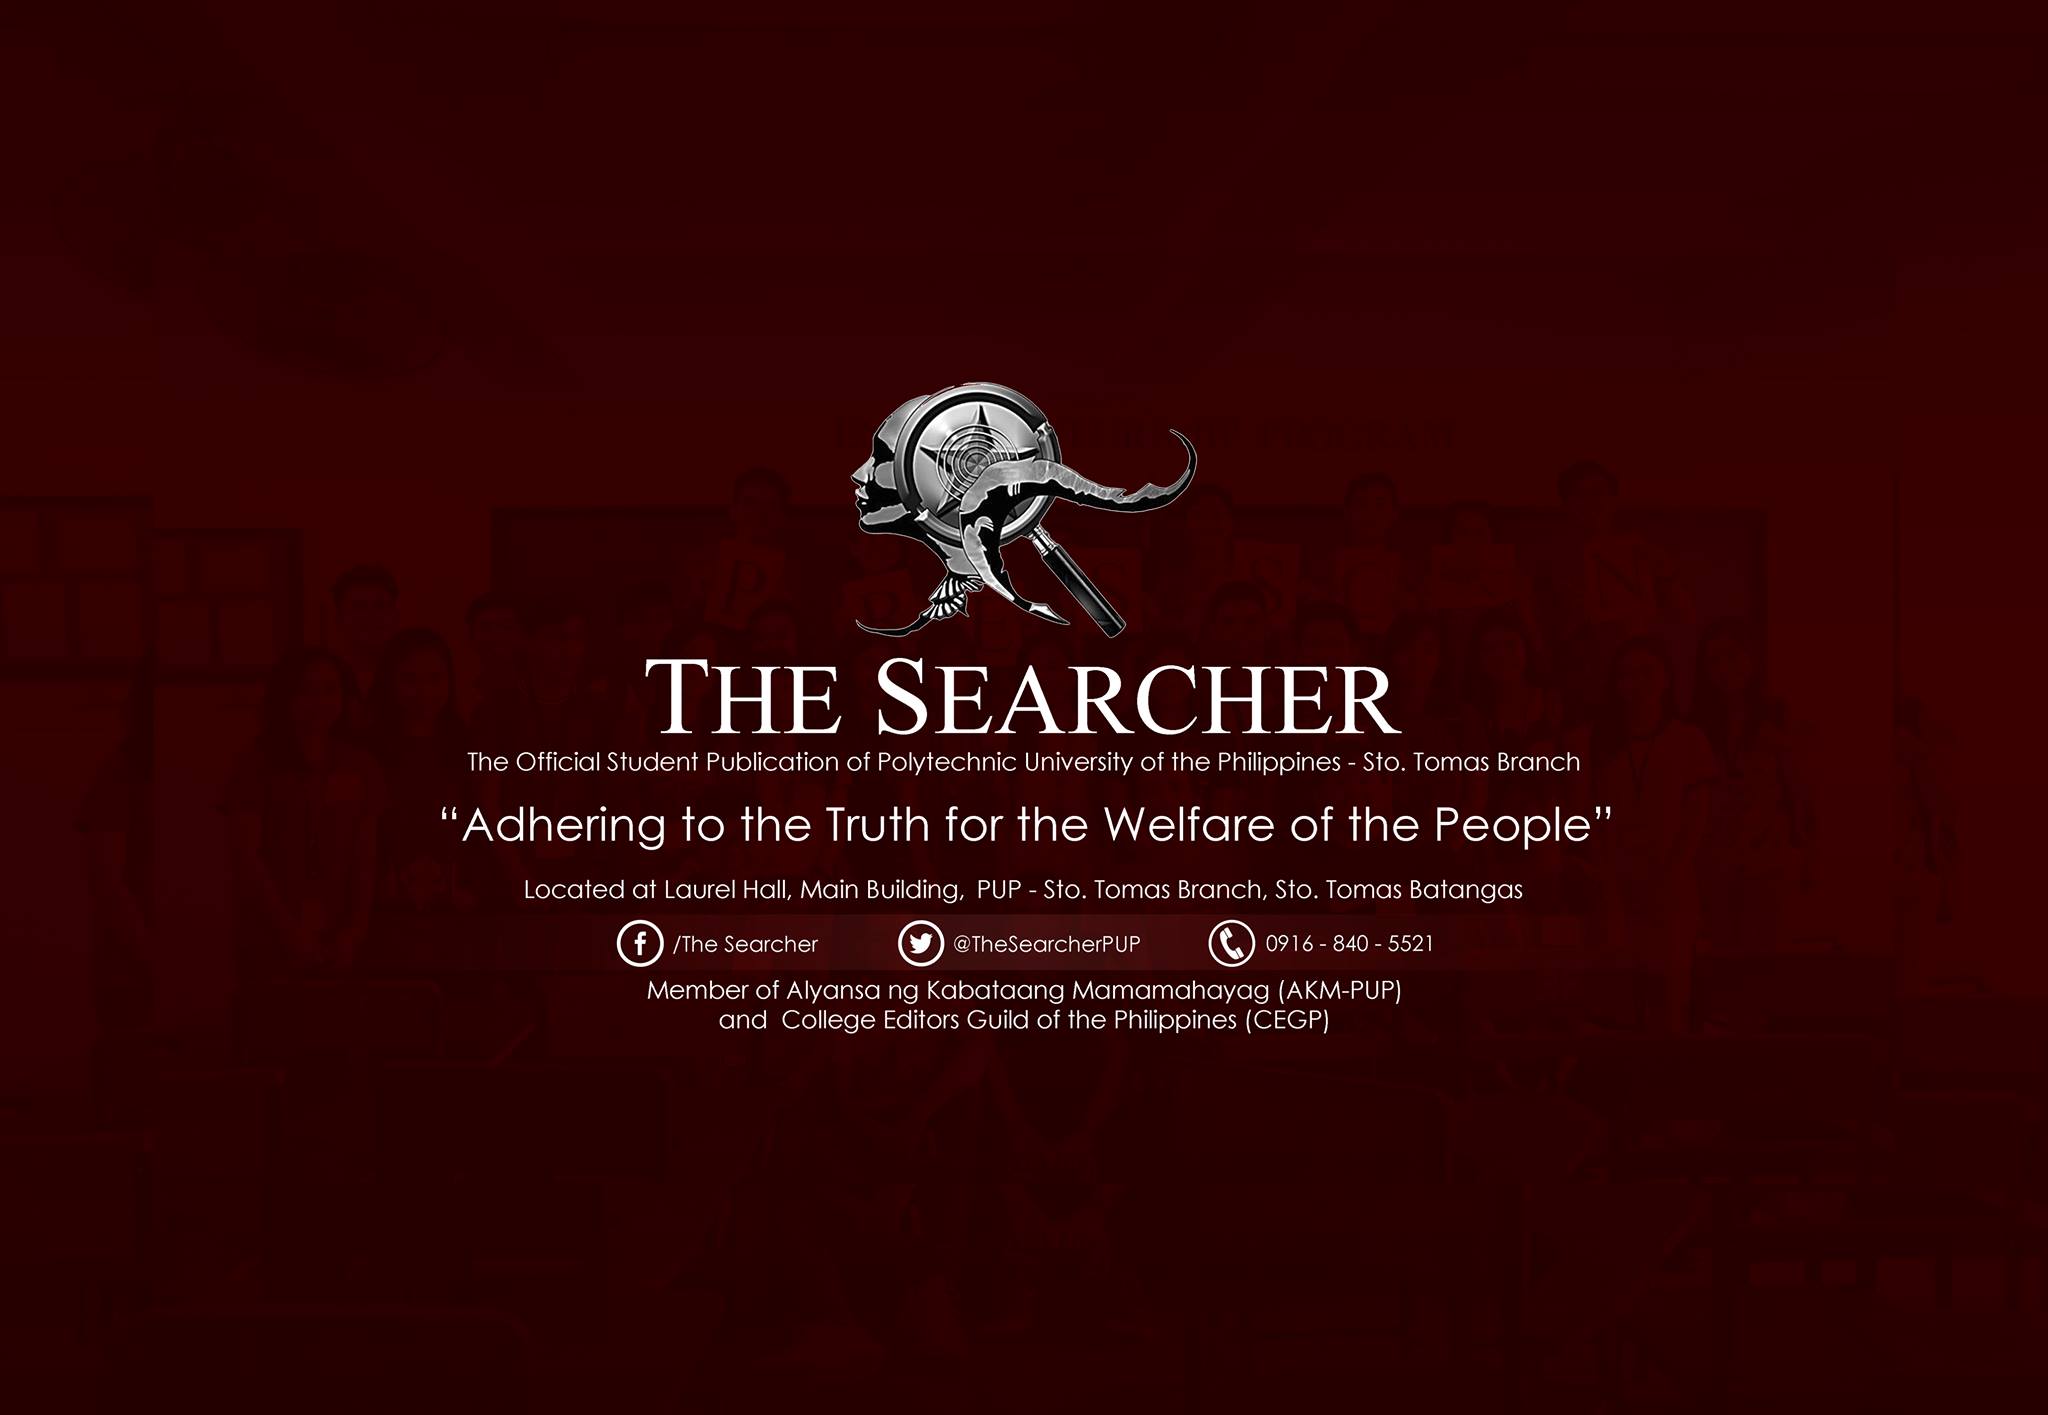 THE SEARCHER
The Official Student Publication of Polytechnic University of the Philippines - Sto. Tomas Branch
“Adhering to the Truth for the Welfare of the People”
Located at Laurel Hall, Main Building, PUP - Sto. Tomas Branch, Sto. Tomas Batangas
/The Searcher @TheSearcherPUP 0916 - 840 - 5521
Member of Alyansa ng Kabataang Mamamahayag (AKM-PUP)
and College Editors Guild of the Philippines (CEGP)